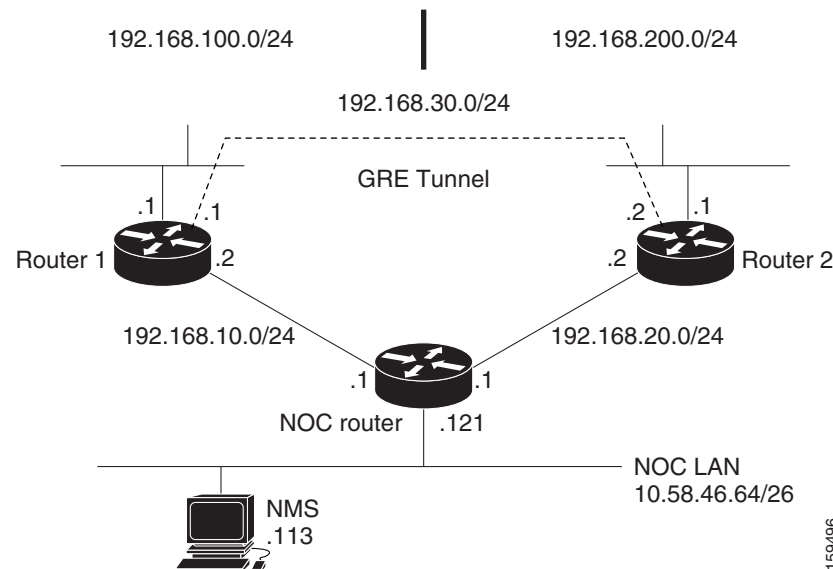 192.168.100.0/24
192.168.200.0/24
192.168.30.0/24
GRE Tunnel
.1
.1
.2
.1
Router 1
.2
.2
Router 2
192.168.10.0/24
192.168.20.0/24
.1
.1
NOC router
.121
NOC LAN
10.58.46.64/26
NMS
.113
159496